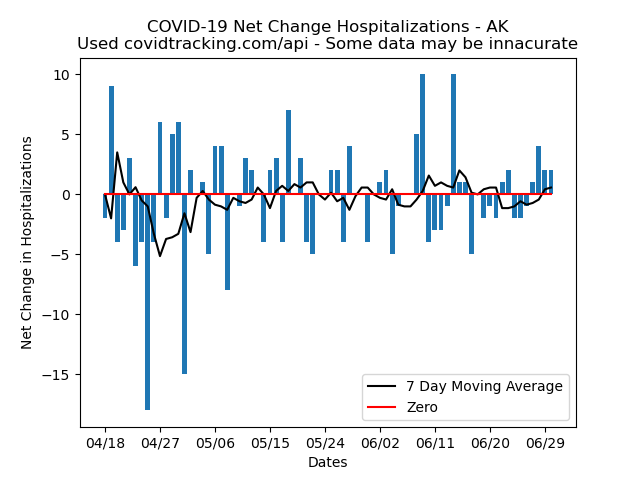 COVID-19 Net Change Hospitalizations - AK
Used covidtracking.com/api - Some data may be innacurate
10
5
0
−5
−10
−15
Net Change in Hospitalizations
7 Day Moving Average
Zero
04/18 04/27 05/06 05/15 05/24 06/02 06/11 06/20 06/29
Dates